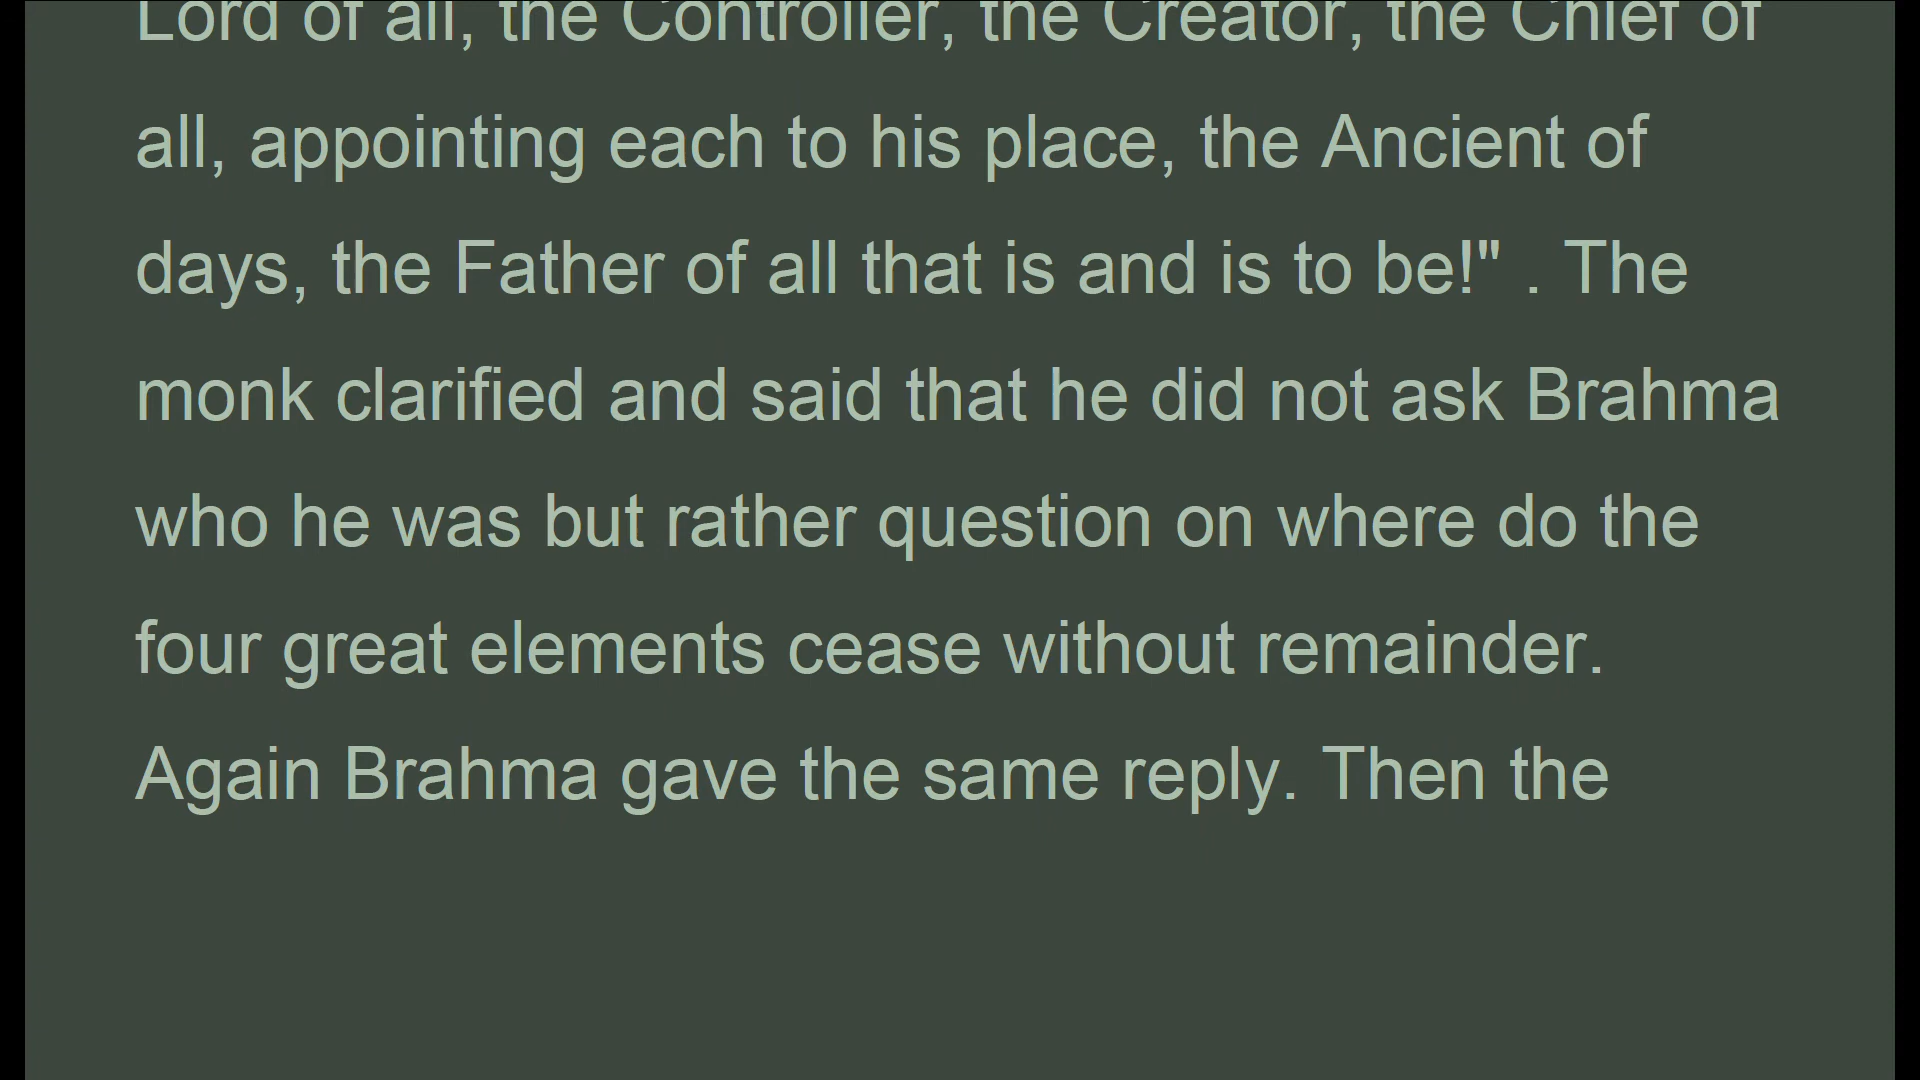 Lord of all, the Controller, the Creator, the Chief of
all, appointing each to his place, the Ancient of
days, the Father of all that is and is to be!" . The
monk clarified and said that he did not ask Brahma
who he was but rather question on where do the
four great elements cease without remainder.
Again Brahma gave the same reply. Then the